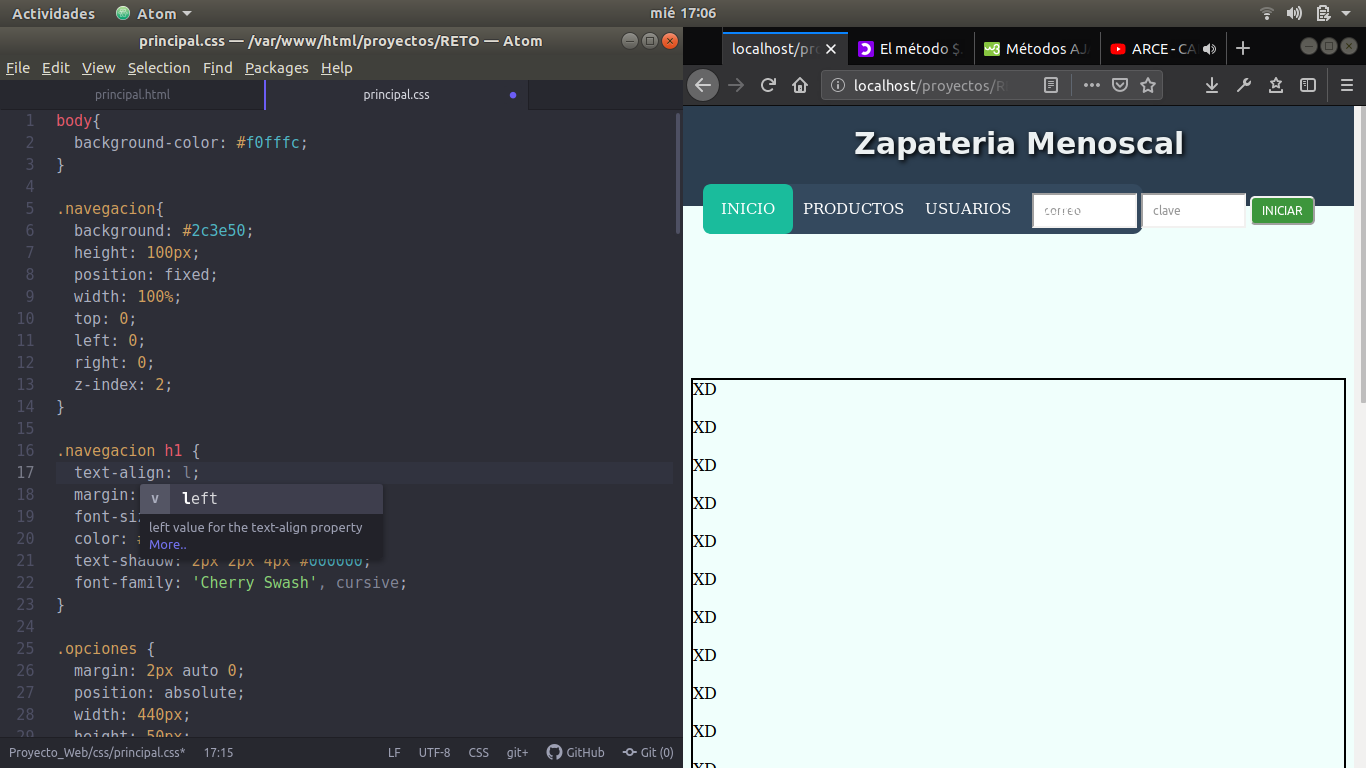 Actividades Atom mié 17:06
principal.css — /var/www/html/proyectos/RETO — Atom
File Edit View Selection Find Packages Help
principal.html principal.css
1 body{
2 background-color: #f0fffc;
3 }
4
5 .navegacion{
6 background: #2c3e50;
7 height: 100px;
8 position: fixed;
9 width: 100%;
10 top: 0;
11 left: 0;
12 right: 0;
13 z-index: 2;
14 }
15
16 .navegacion h1 {
17 text-align: l;
18 margin:
19 font-si
20 color: #
21 text-shadow: 2px 2px 4px #000000;
22 font-family: 'Cherry Swash', cursive;
23 }
24
25 .opciones {
26 margin: 2px auto 0;
27 position: absolute;
28 width: 440px;
29 height: 50px;
v left
left value for the text-align property
More..
Proyecto_Web/css/principal.css* 17:15 LF UTF-8 CSS git+ GitHub Git (0)
localhost/pro El método $. Métodos AJA ARCE - CA
localhost/proyectos/R
Zapateria Menoscal
INICIO PRODUCTOS USUARIOS correo clave INICIAR
XD
XD
XD
XD
XD
XD
XD
XD
XD
XD
XD